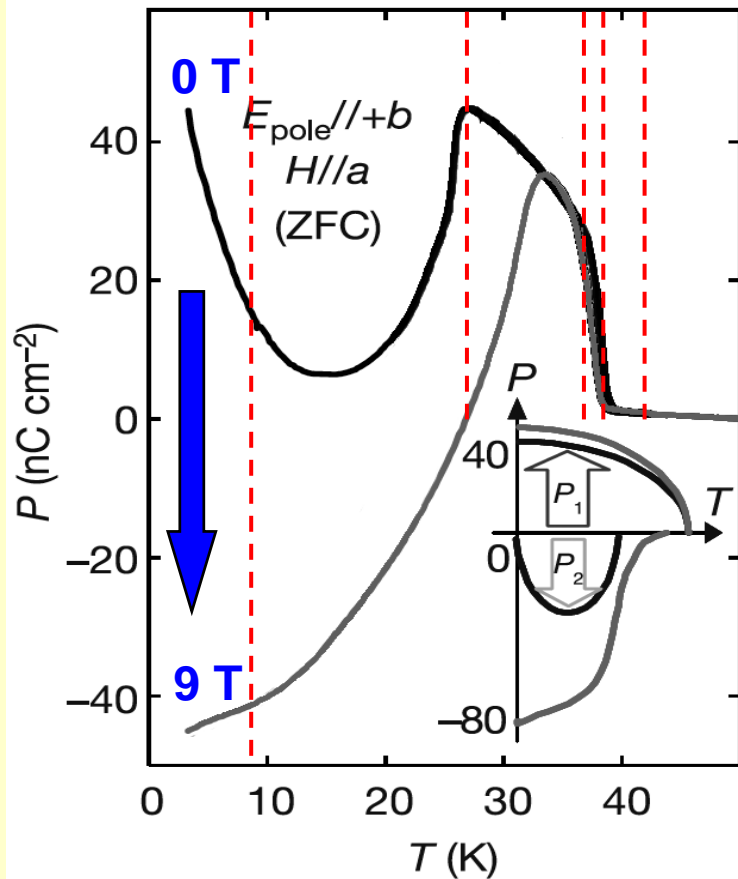 0 T
E_pole//+b
H//a
(ZFC)
9 T
P (nC cm⁻²)
40
20
0
−20
−40
0
10
20
30
40
T (K)
P
40
P₁
T
0
P₂
−80